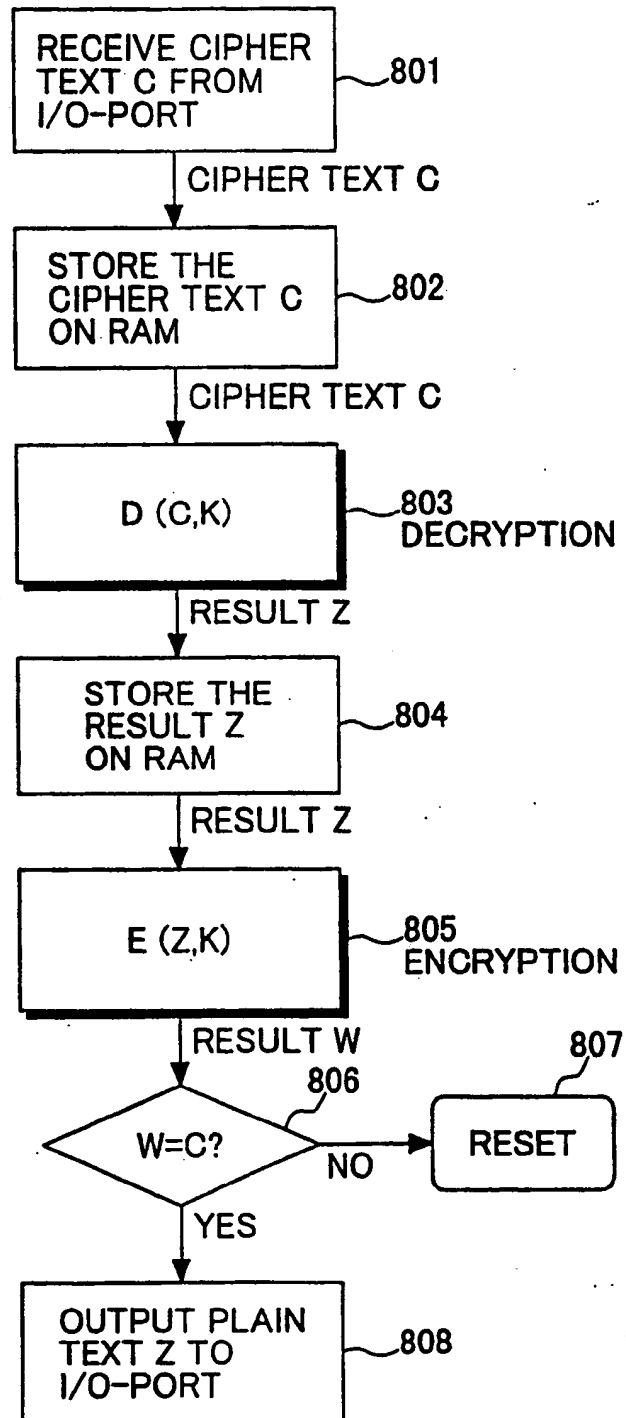 RECEIVE CIPHER
TEXT C FROM
I/O-PORT
801
CIPHER TEXT C
STORE THE
CIPHER TEXT C
ON RAM
802
CIPHER TEXT C
D (C,K)
803
DECRYPTION
RESULT Z
STORE THE
RESULT Z
ON RAM
804
RESULT Z
E (Z,K)
805
ENCRYPTION
RESULT W
806
W=C?
NO
807
RESET
YES
OUTPUT PLAIN
TEXT Z TO
I/O-PORT
808